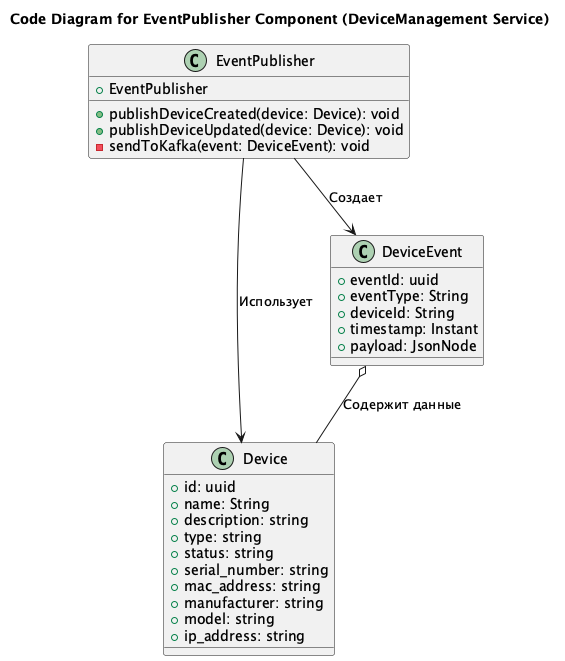 Code Diagram for EventPublisher Component (DeviceManagement Service)
C EventPublisher
EventPublisher
publishDeviceCreated(device: Device): void
publishDeviceUpdated(device: Device): void
sendToKafka(event: DeviceEvent): void
Создает
C DeviceEvent
eventId: uuid
eventType: String
deviceId: String
timestamp: Instant
payload: JsonNode
Использует
Содержит данные
C Device
id: uuid
name: String
description: string
type: string
status: string
serial_number: string
mac_address: string
manufacturer: string
model: string
ip_address: string